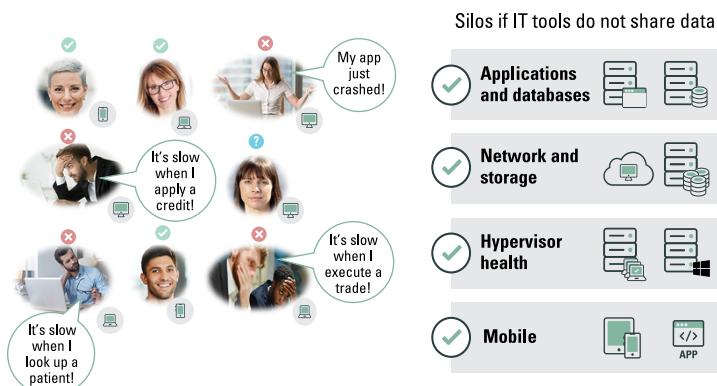 Silos if IT tools do not share data
My app
just
crashed!
It's slow
when I
apply a
credit!
?
It's slow
when I
execute a
trade!
It's slow
when I
look up a
patient!
Applications
and databases
Network and
storage
Hypervisor
health
Mobile
</>
APP